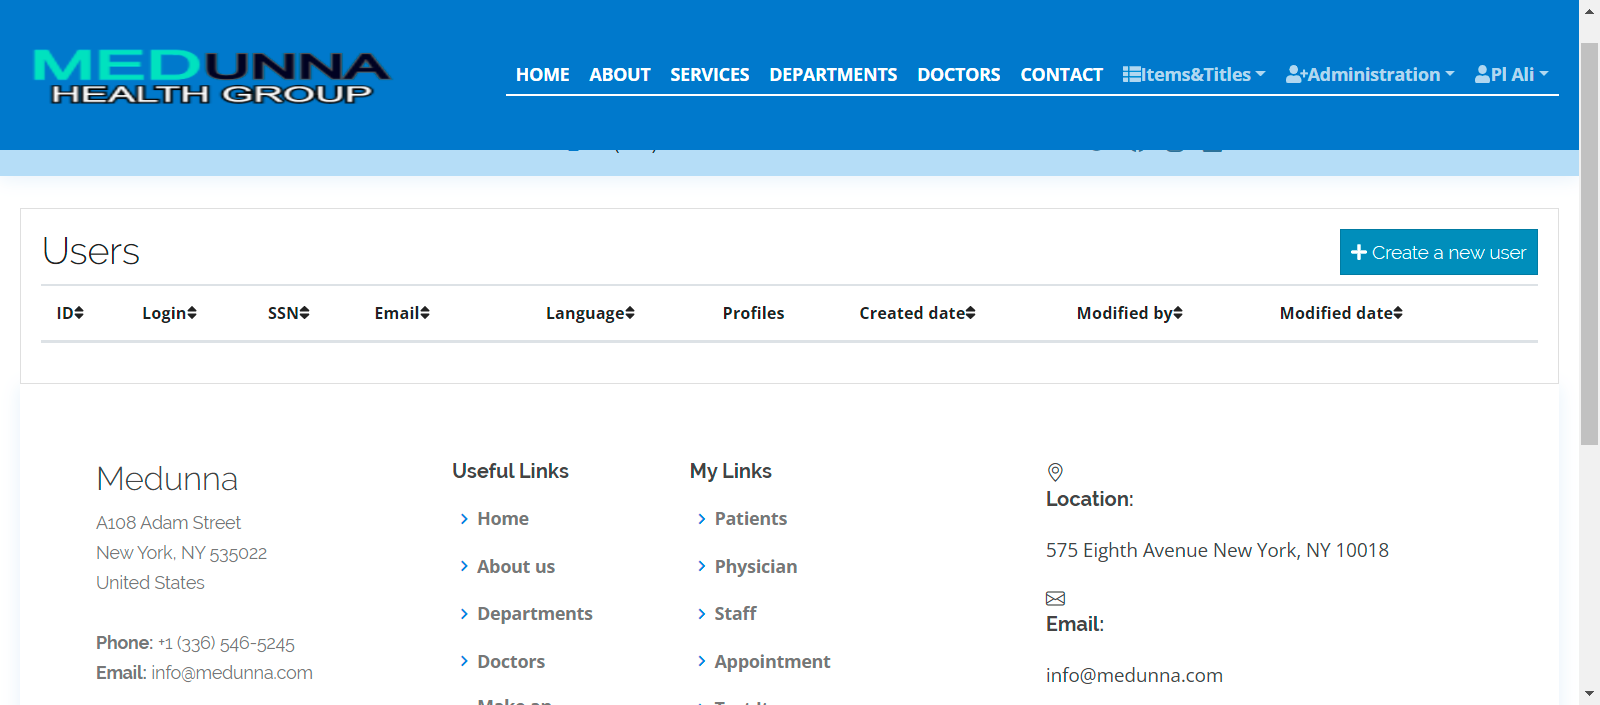 MEDUNNA
HEALTH GROUP
HOME ABOUT SERVICES DEPARTMENTS DOCTORS CONTACT Items&Titles Administration Pl Ali
Users
+ Create a new user
ID Login SSN Email Language Profiles Created date Modified by Modified date
Medunna
A108 Adam Street
New York, NY 535022
United States
Phone: +1 (336) 546-5245
Email: info@medunna.com
Useful Links
Home
About us
Departments
Doctors
Make an
My Links
Patients
Physician
Staff
Appointment
Location:
575 Eighth Avenue New York, NY 10018
Email:
info@medunna.com